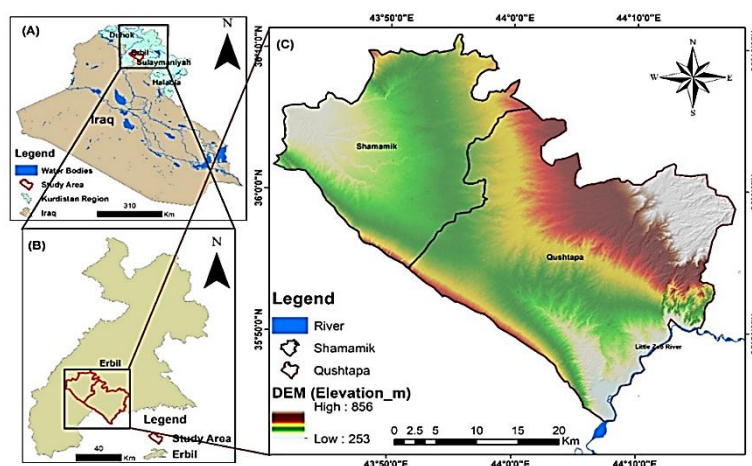 (A)
N
Duhok
Erbil
Sulaymaniyah
Halabja
Iraq
Legend
Water Bodies
Study Area
Kurdistan Region
Iraq
310
Km
(B)
N
Erbil
Legend
Study Area
Erbil
40
Km
43°50'0"E 44°0'0"E 44°10'0"E
(C)
N
W E
S
36°10'0"N
36°0'0"N
35°50'0"N
Shamamik
Qushtapa
Little Zab River
Legend
River
Shamamik
Qushtapa
DEM (Elevation_m)
High : 856
Low : 253
0 2.5 5 10 15 20
Km
43°50'0"E 44°0'0"E 44°10'0"E